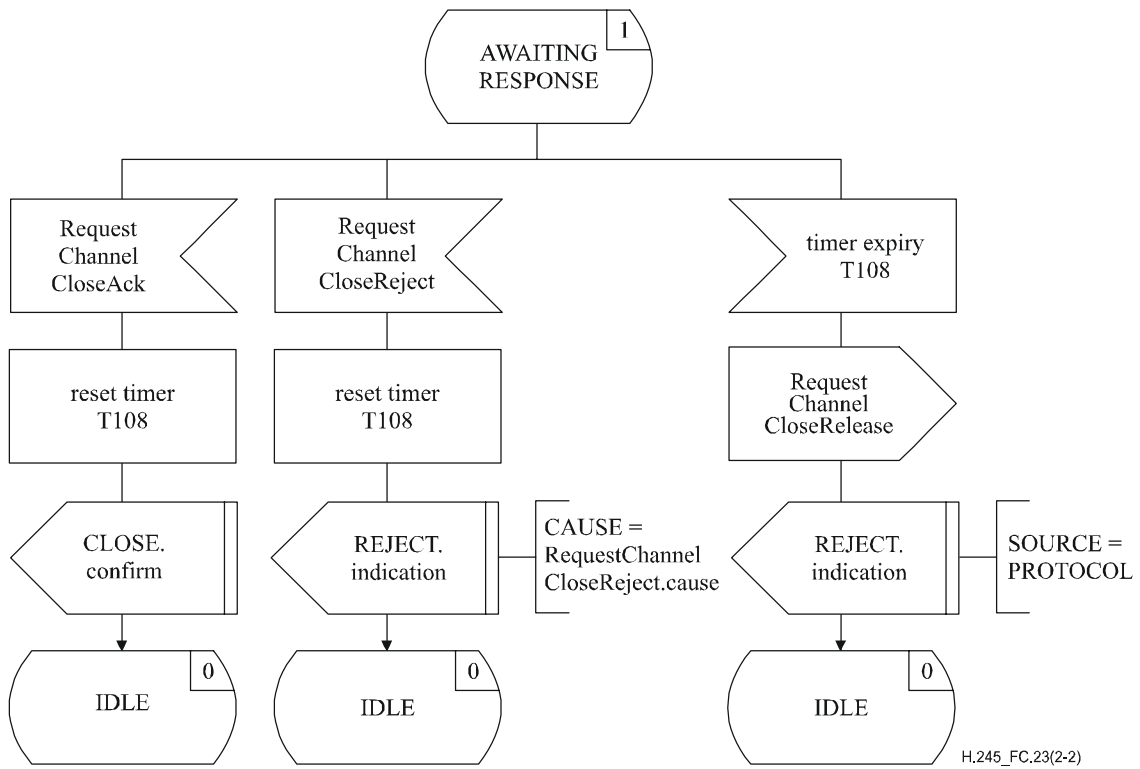 1
AWAITING
RESPONSE
Request
Channel
CloseAck
Request
Channel
CloseReject
timer expiry
T108
reset timer
T108
reset timer
T108
Request
Channel
CloseRelease
CLOSE.
confirm
REJECT.
indication
CAUSE =
RequestChannel
CloseReject.cause
REJECT.
indication
SOURCE =
PROTOCOL
0
IDLE
0
IDLE
0
IDLE
H.245_FC.23(2-2)